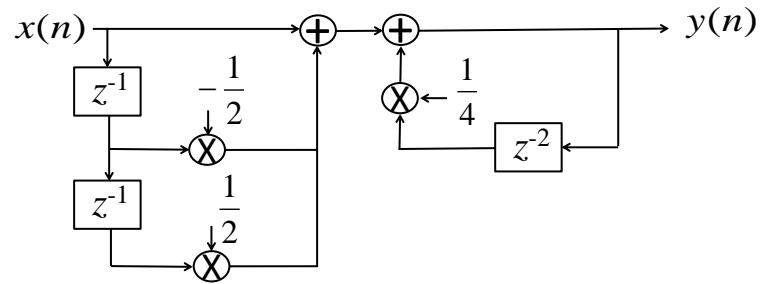 x(n) + + y(n)
z⁻¹ -1/2 X 1/4
X z⁻²
z⁻¹ 1/2
X